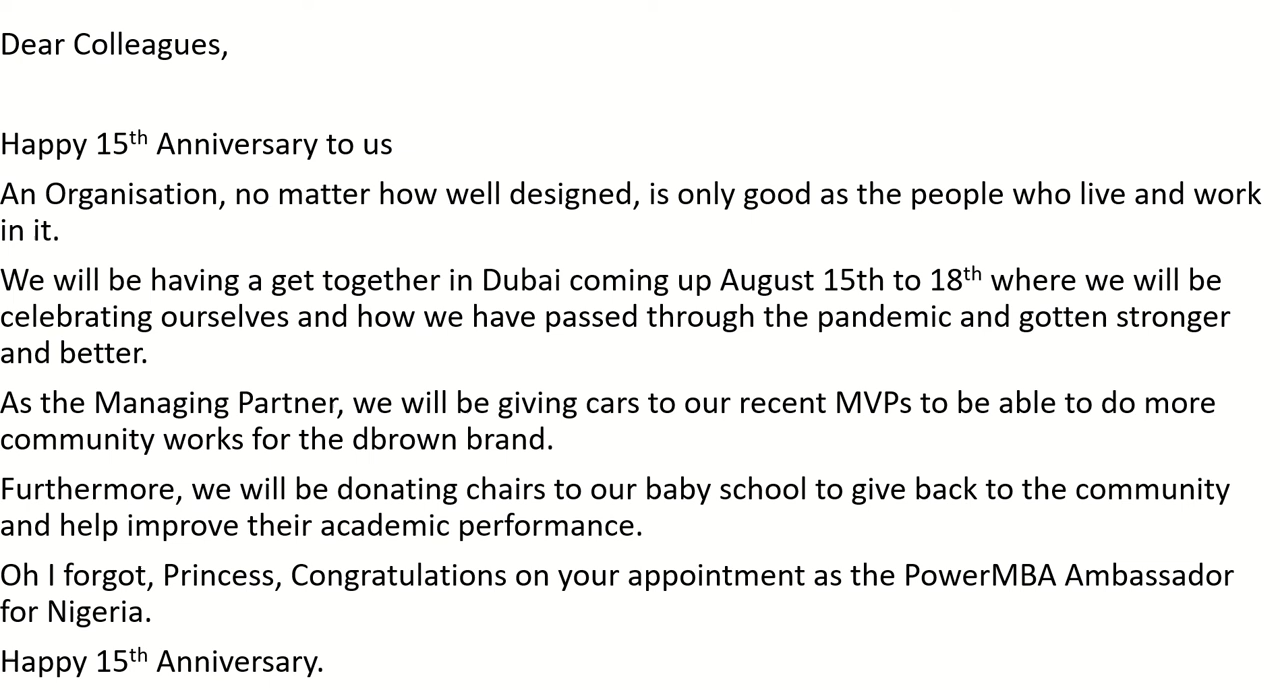 Dear Colleagues,
Happy 15th Anniversary to us
An Organisation, no matter how well designed, is only good as the people who live and work
in it.
We will be having a get together in Dubai coming up August 15th to 18th where we will be
celebrating ourselves and how we have passed through the pandemic and gotten stronger
and better.
As the Managing Partner, we will be giving cars to our recent MVPs to be able to do more
community works for the dbrown brand.
Furthermore, we will be donating chairs to our baby school to give back to the community
and help improve their academic performance.
Oh I forgot, Princess, Congratulations on your appointment as the PowerMBA Ambassador
for Nigeria.
Happy 15th Anniversary.